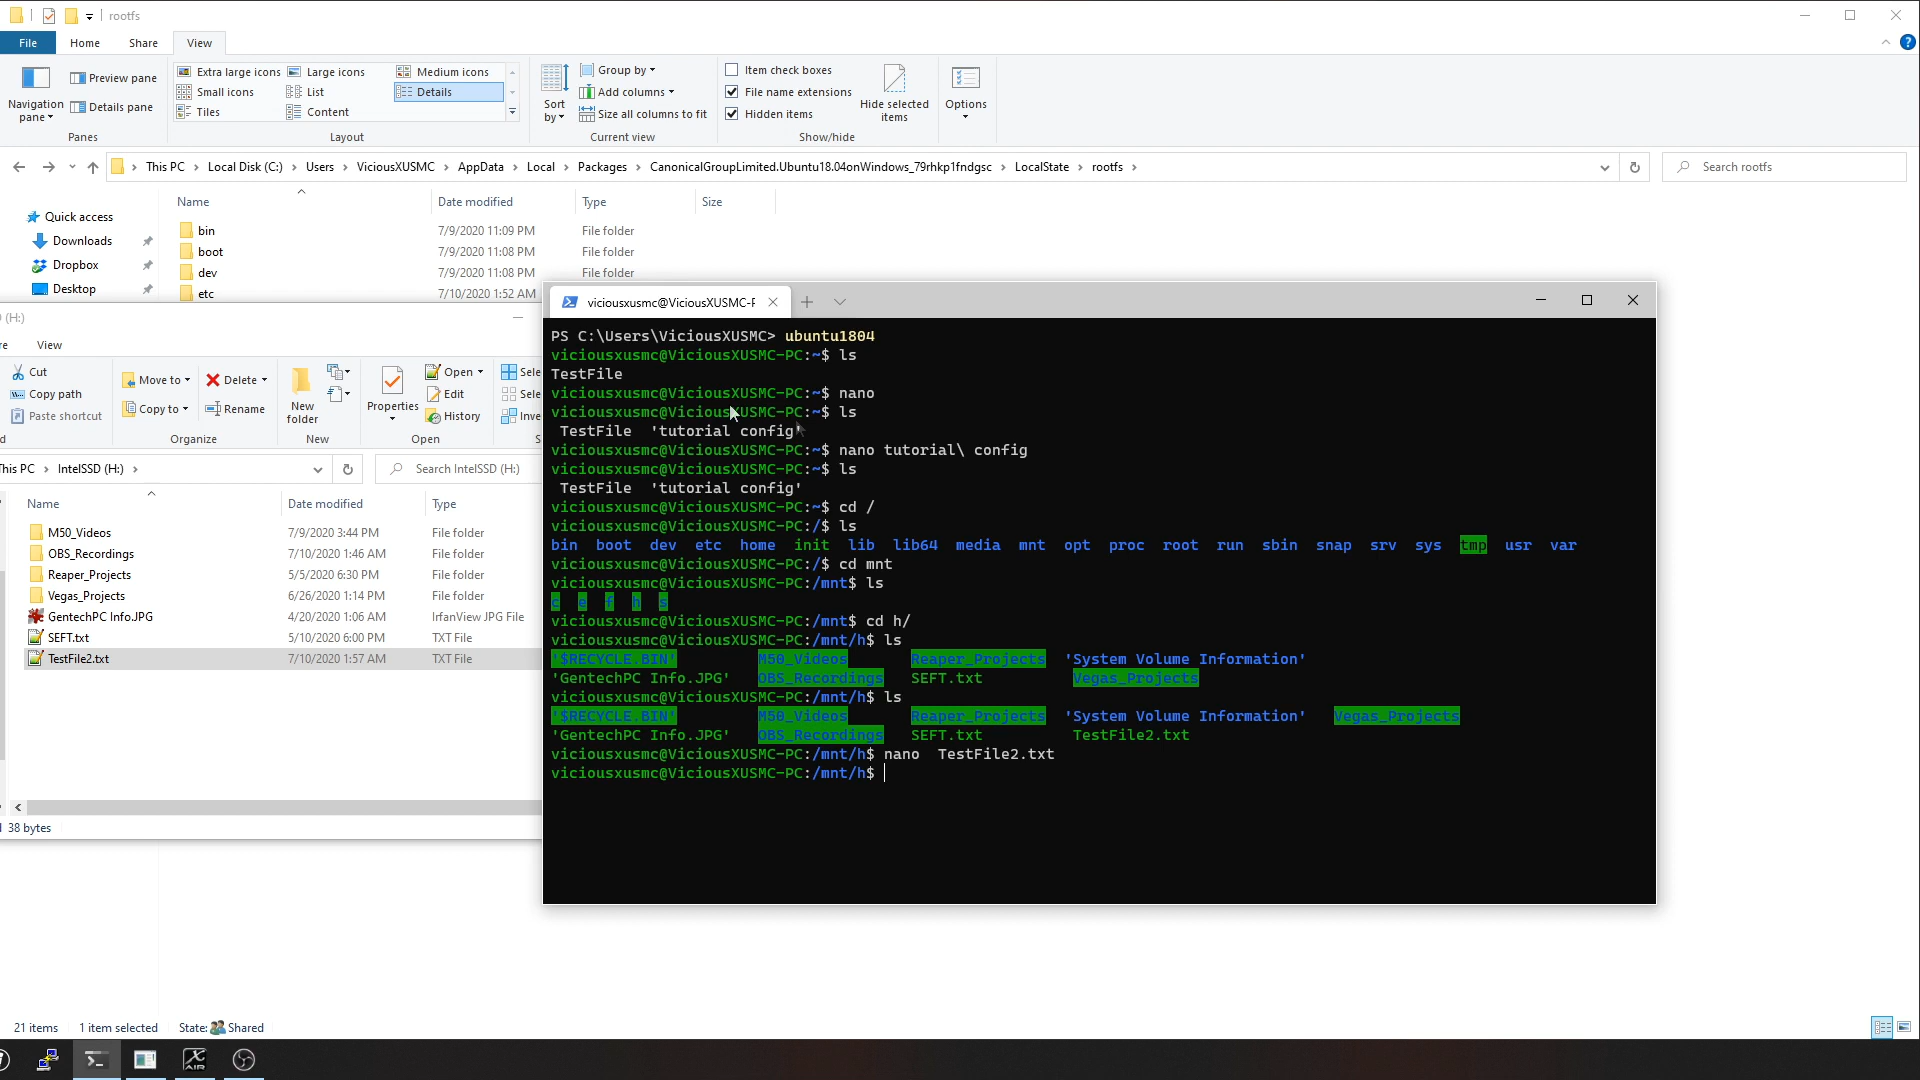 rootfs
File Home Share View
Navigation pane
Preview pane
Details pane
Panes
Extra large icons Large icons Medium icons
Small icons List Details
Tiles Content
Layout
Sort by
Group by
Add columns
Size all columns to fit
Current view
Item check boxes
File name extensions
Hidden items
Hide selected items
Show/hide
Options
This PC Local Disk (C:) Users ViciousXUSMC AppData Local Packages CanonicalGroupLimited.Ubuntu18.04onWindows_79rhkp1fndgsc LocalState rootfs
Search rootfs
Name Date modified Type Size
Quick access
Downloads
Dropbox
Desktop
bin 7/9/2020 11:09 PM File folder
boot 7/9/2020 11:08 PM File folder
dev 7/9/2020 11:08 PM File folder
etc 7/10/2020 1:52 AM
(H:)
re View
Cut
Copy path
Paste shortcut
d
Move to Delete
Copy to Rename
Organize
New folder
New
Properties
Open
Edit
History
Open
Sele
Sele
Inve
S
This PC IntelSSD (H:)
Search IntelSSD (H:)
Name Date modified Type
M50_Videos 7/9/2020 3:44 PM File folder
OBS_Recordings 7/10/2020 1:46 AM File folder
Reaper_Projects 5/5/2020 6:30 PM File folder
Vegas_Projects 6/26/2020 1:14 PM File folder
GentechPC Info.JPG 4/20/2020 1:06 AM IrfanView JPG File
SEFT.txt 5/10/2020 6:00 PM TXT File
TestFile2.txt 7/10/2020 1:57 AM TXT File
38 bytes
viciousxusmc@ViciousXUSMC-F
PS C:\Users\ViciousXUSMC> ubuntu1804
viciousxusmc@ViciousXUSMC-PC:~$ ls
TestFile
viciousxusmc@ViciousXUSMC-PC:~$ nano
viciousxusmc@ViciousXUSMC-PC:~$ ls
TestFile 'tutorial config'
viciousxusmc@ViciousXUSMC-PC:~$ nano tutorial\ config
viciousxusmc@ViciousXUSMC-PC:~$ ls
TestFile 'tutorial config'
viciousxusmc@ViciousXUSMC-PC:~$ cd /
viciousxusmc@ViciousXUSMC-PC:/$ ls
bin boot dev etc home init lib lib64 media mnt opt proc root run sbin snap srv sys tmp usr var
viciousxusmc@ViciousXUSMC-PC:/$ cd mnt
viciousxusmc@ViciousXUSMC-PC:/mnt$ ls
c e f h s
viciousxusmc@ViciousXUSMC-PC:/mnt$ cd h/
viciousxusmc@ViciousXUSMC-PC:/mnt/h$ ls
'$RECYCLE.BIN' M50_Videos Reaper_Projects 'System Volume Information'
'GentechPC Info.JPG' OBS_Recordings SEFT.txt Vegas_Projects
viciousxusmc@ViciousXUSMC-PC:/mnt/h$ ls
'$RECYCLE.BIN' M50_Videos Reaper_Projects 'System Volume Information' Vegas_Projects
'GentechPC Info.JPG' OBS_Recordings SEFT.txt TestFile2.txt
viciousxusmc@ViciousXUSMC-PC:/mnt/h$ nano TestFile2.txt
viciousxusmc@ViciousXUSMC-PC:/mnt/h$
21 items 1 item selected State: Shared
X AIR